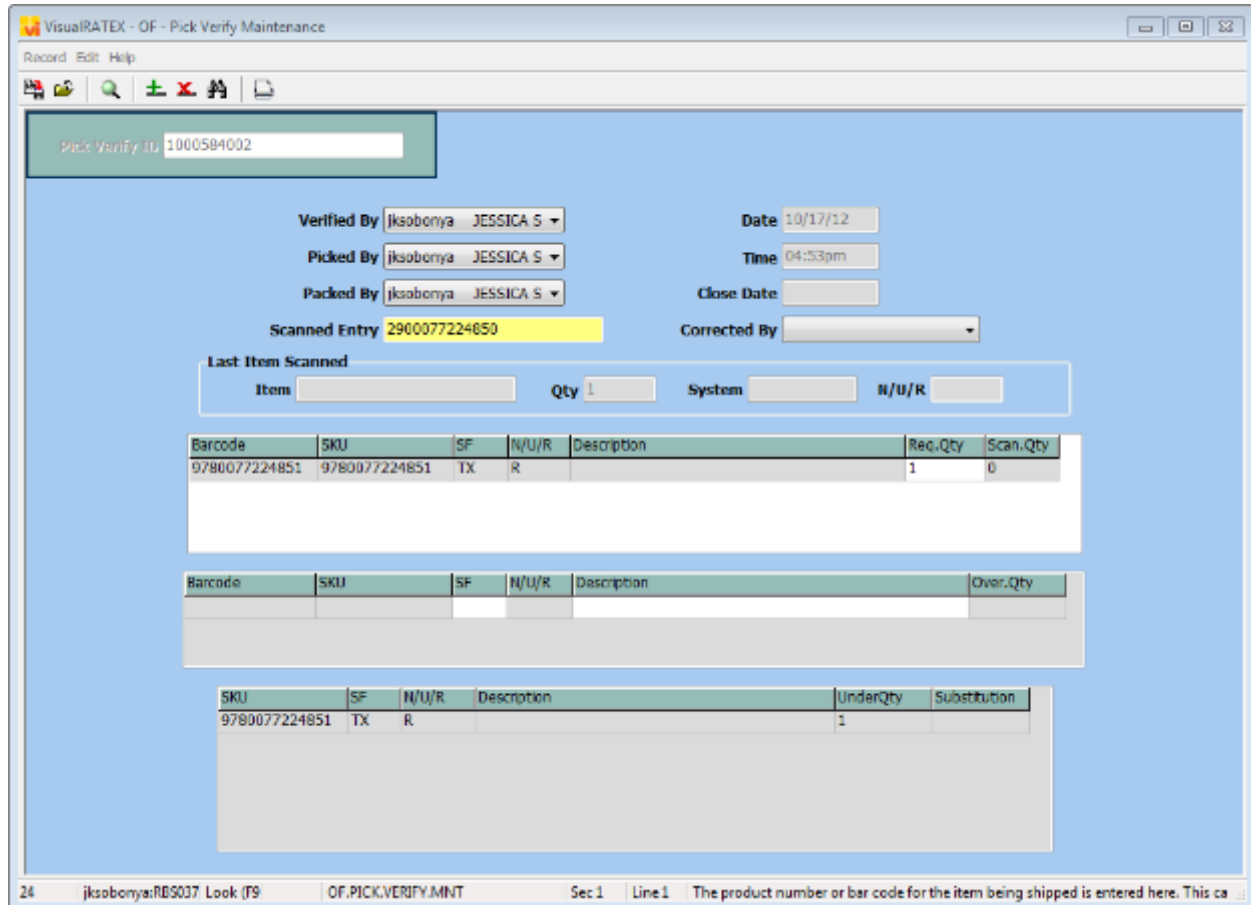 VisualRATEX - OF - Pick Verify Maintenance
Record Edit Help
Pick Verify ID 1000584002
Verified By jksobonya JESSICA S Date 10/17/12
Picked By jksobonya JESSICA S Time 04:53pm
Packed By jksobonya JESSICA S Close Date
Scanned Entry 2900077224850 Corrected By
Last Item Scanned
Item Qty 1 System N/U/R
Barcode SKU SF N/U/R Description Req.Qty Scan.Qty
9780077224851 9780077224851 TX R 1 0
Barcode SKU SF N/U/R Description Over.Qty
SKU SF N/U/R Description UnderQty Substitution
9780077224851 TX R 1
24 jksobonya:RBS037 Look (F9 OF.PICK.VERIFY.MNT Sec 1 Line 1 The product number or bar code for the item being shipped is entered here. This ca